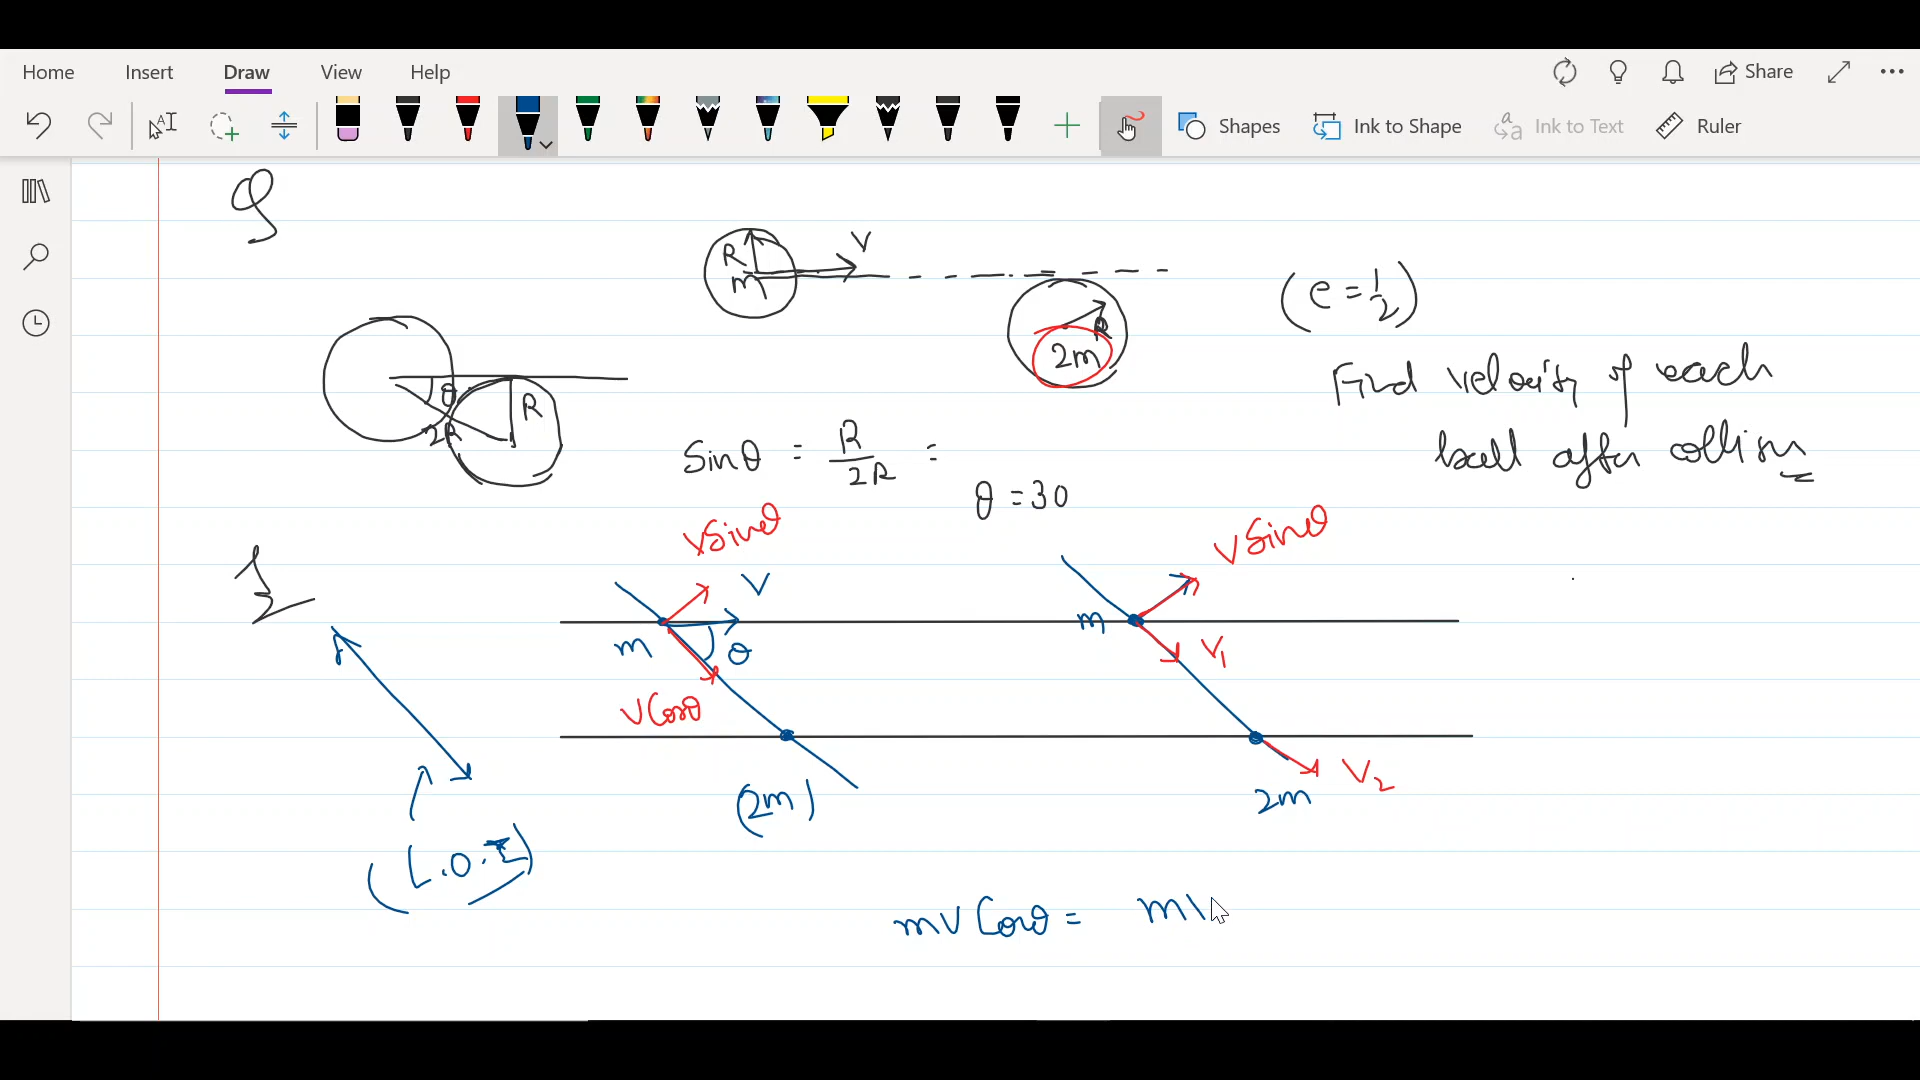 Home Insert Draw View Help Share
Shapes Ink to Shape Ink to Text Ruler
Q
R m V
(e = 1/2)
R 2m
Find velocity of each
ball after collision
θ 2R R
Sinθ = R/2R =
θ = 30
VSinθ V m θ VCosθ (2m)
VSinθ m V1 V2 2m
(L.O.I)
mV Cosθ = mV